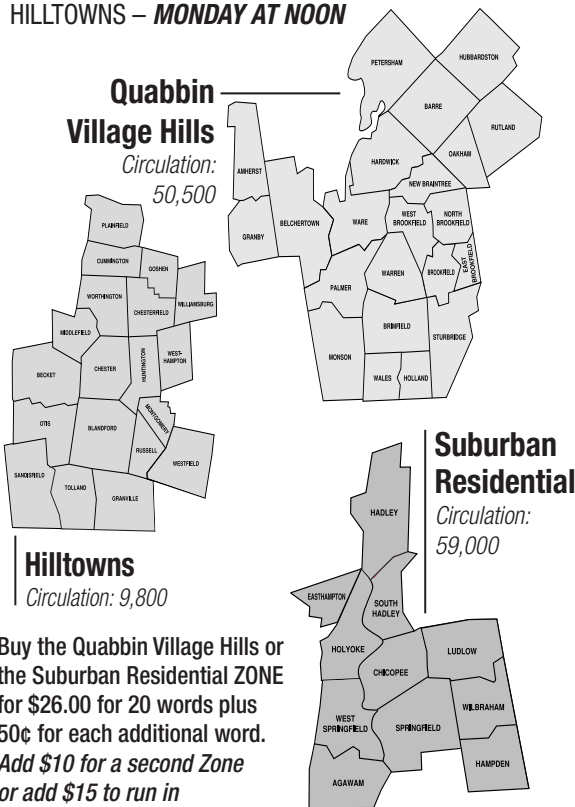 HILLTOWNS – MONDAY AT NOON
Quabbin
Village Hills
Circulation:
50,500
PETERSHAM
HUBBARDSTON
BARRE
RUTLAND
HARDWICK
OAKHAM
NEW BRAINTREE
AMHERST
BELCHERTOWN
WARE
WEST
BROOKFIELD
NORTH
BROOKFIELD
GRANBY
EAST
BROOKFIELD
WARREN
BROOKFIELD
PALMER
BRIMFIELD
STURBRIDGE
MONSON
WALES
HOLLAND
PLAINFIELD
CUMMINGTON
GOSHEN
WORTHINGTON
CHESTERFIELD
WILLIAMSBURG
MIDDLEFIELD
HUNTINGTON
WEST-
HAMPTON
BECKET
CHESTER
MONTGOMERY
OTIS
BLANDFORD
RUSSELL
WESTFIELD
SANDISFIELD
TOLLAND
GRANVILLE
Hilltowns
Circulation: 9,800
Suburban
Residential
Circulation:
59,000
HADLEY
EASTHAMPTON
SOUTH
HADLEY
HOLYOKE
LUDLOW
CHICOPEE
WILBRAHAM
WEST
SPRINGFIELD
SPRINGFIELD
HAMPDEN
AGAWAM
Buy the Quabbin Village Hills or
the Suburban Residential ZONE
for $26.00 for 20 words plus
50¢ for each additional word.
Add $10 for a second Zone
or add $15 to run in